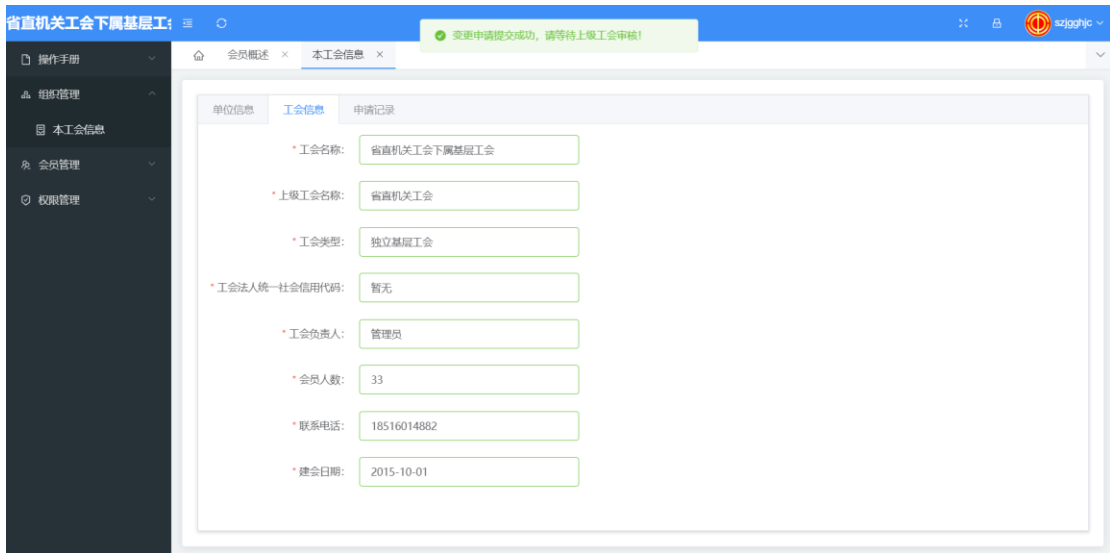 省直机关工会下属基层工会
变更申请提交成功，请等待上级工会审核！
szjgghjc
操作手册
会员概述
本工会信息
组织管理
本工会信息
会员管理
权限管理
单位信息
工会信息
申请记录
* 工会名称:
省直机关工会下属基层工会
* 上级工会名称:
省直机关工会
* 工会类型:
独立基层工会
* 工会法人统一社会信用代码:
暂无
* 工会负责人:
管理员
* 会员人数:
33
* 联系电话:
18516014882
* 建会日期:
2015-10-01